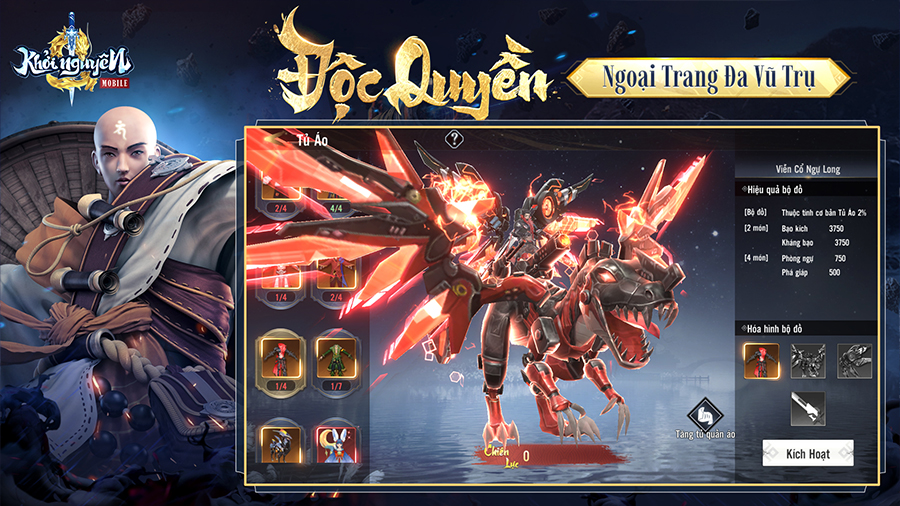 Khởi Nguyên
MOBILE
Độc Quyền
Ngoại Trang Đa Vũ Trụ
Tủ Áo
?
2/4
4/4
1/4
2/4
1/4
1/7
Viễn Cổ Ngự Long
Hiệu quả bộ đồ
[Bộ đồ] Thuộc tính cơ bản Tủ Áo 2%
[2 món] Bạo kích 3750
Kháng bạo 3750
[4 món] Phòng ngự 750
Phá giáp 500
Hóa hình bộ đồ
Tăng tủ quần áo
Chiến Lực 0
Kích Hoạt